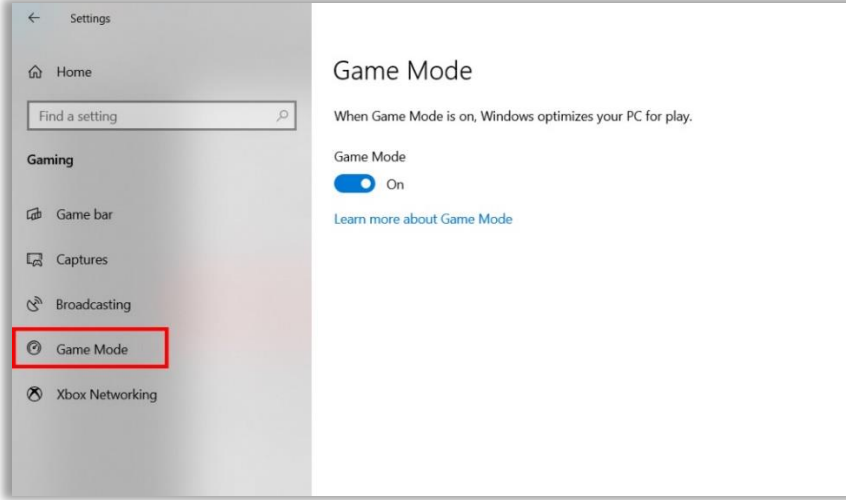 Settings
Home
Find a setting
Gaming
Game bar
Captures
Broadcasting
Game Mode
Xbox Networking
Game Mode
When Game Mode is on, Windows optimizes your PC for play.
Game Mode
On
Learn more about Game Mode